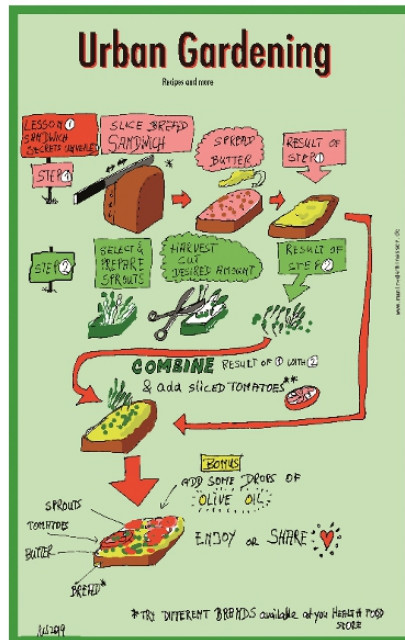 Urban Gardening
Recipes and more
LESSON 1
SANDWICH
SECRETS
STEP 1
SLICE BREAD
SANDWICH *
SPREAD
BUTTER
RESULT OF
STEP 1
STEP 2
SELECT &
PREPARE
SPROUTS
HARVEST
CUT
DESIRED AMOUNT
RESULT OF
STEP 2
COMBINE RESULT OF 1 WITH 2
& add sliced TOMATOES**
BONUS
ADD SOME DROPS OF
OLIVE OIL
ENJOY or SHARE
SPROUTS
TOMATOES
BUTTER
BREAD*
*TRY DIFFERENT BRANDS available at you HEALTH FOOD
STORE
2019